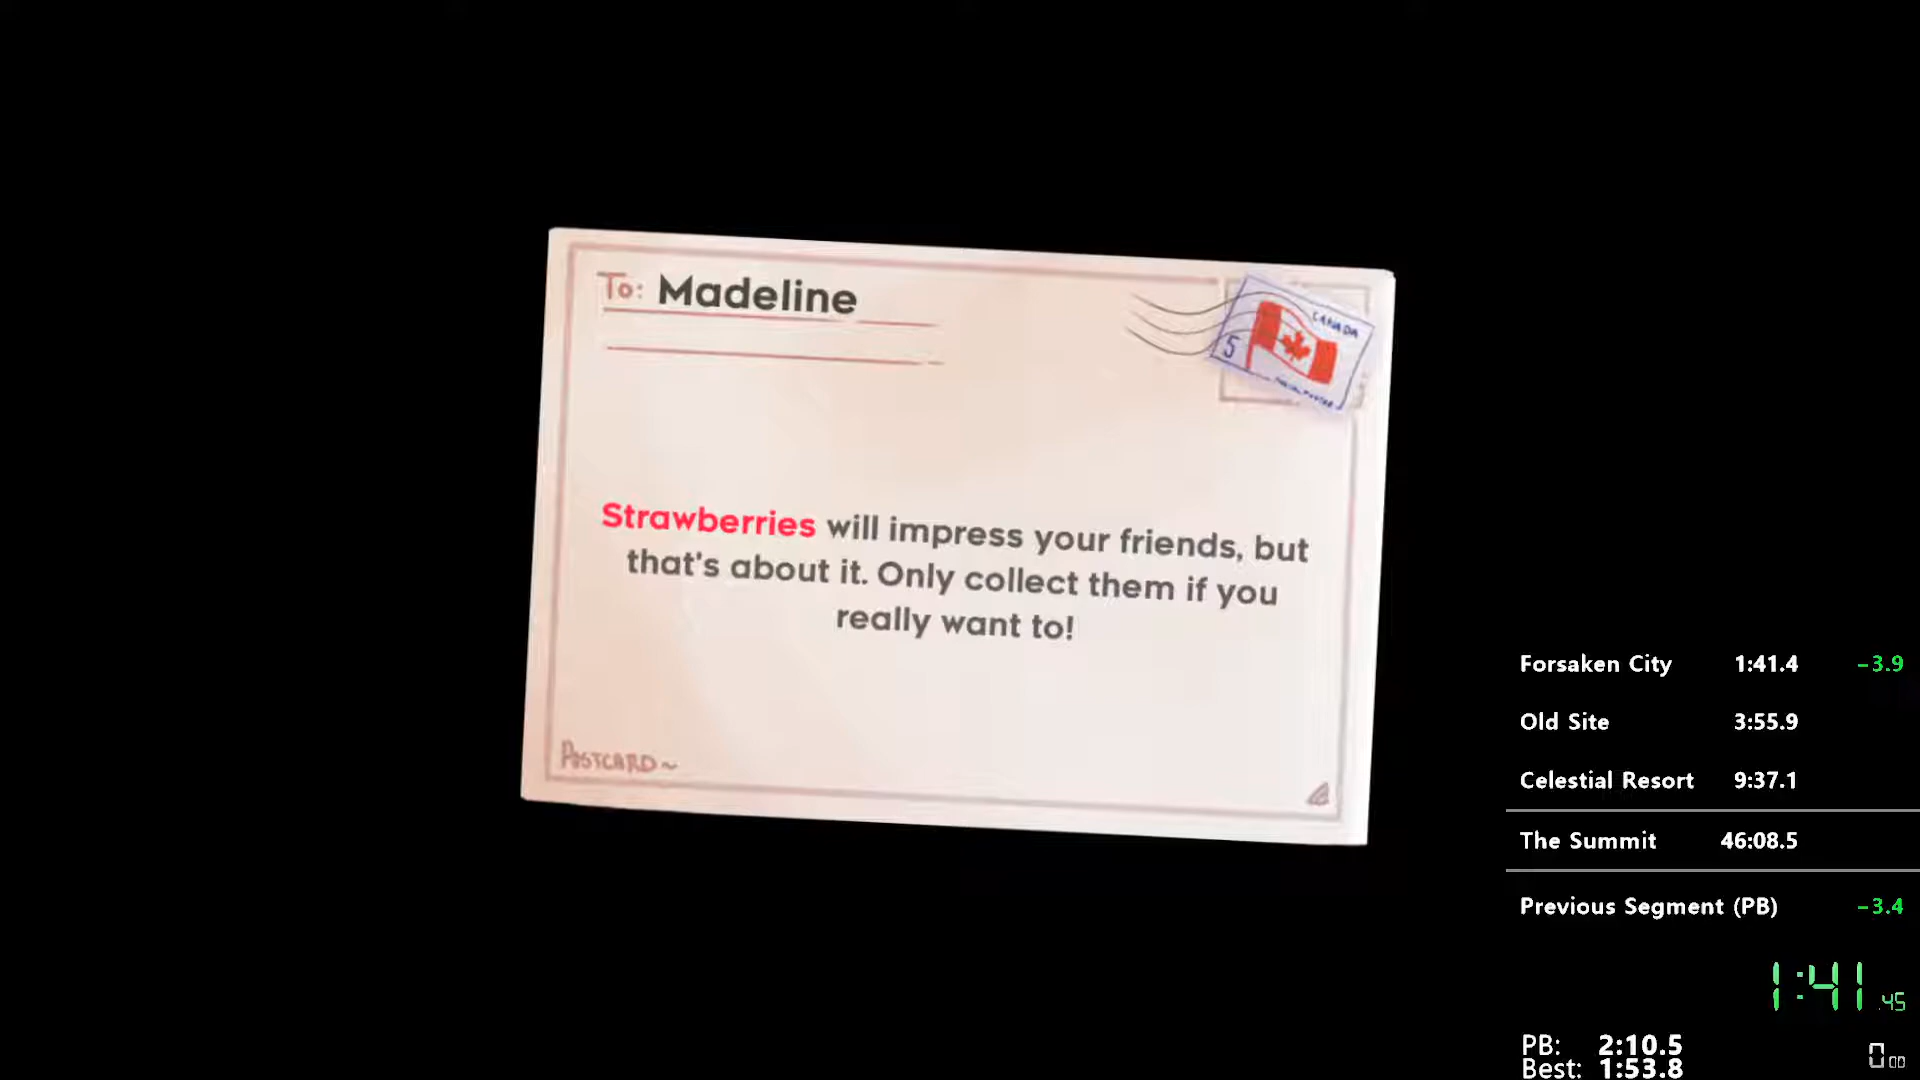 To: Madeline
CANADA
5
Strawberries will impress your friends, but
that's about it. Only collect them if you
really want to!
POSTCARD~
Forsaken City 1:41.4 -3.9
Old Site 3:55.9
Celestial Resort 9:37.1
The Summit 46:08.5
Previous Segment (PB) -3.4
1:41.45
PB: 2:10.5
Best: 1:53.8
0.00